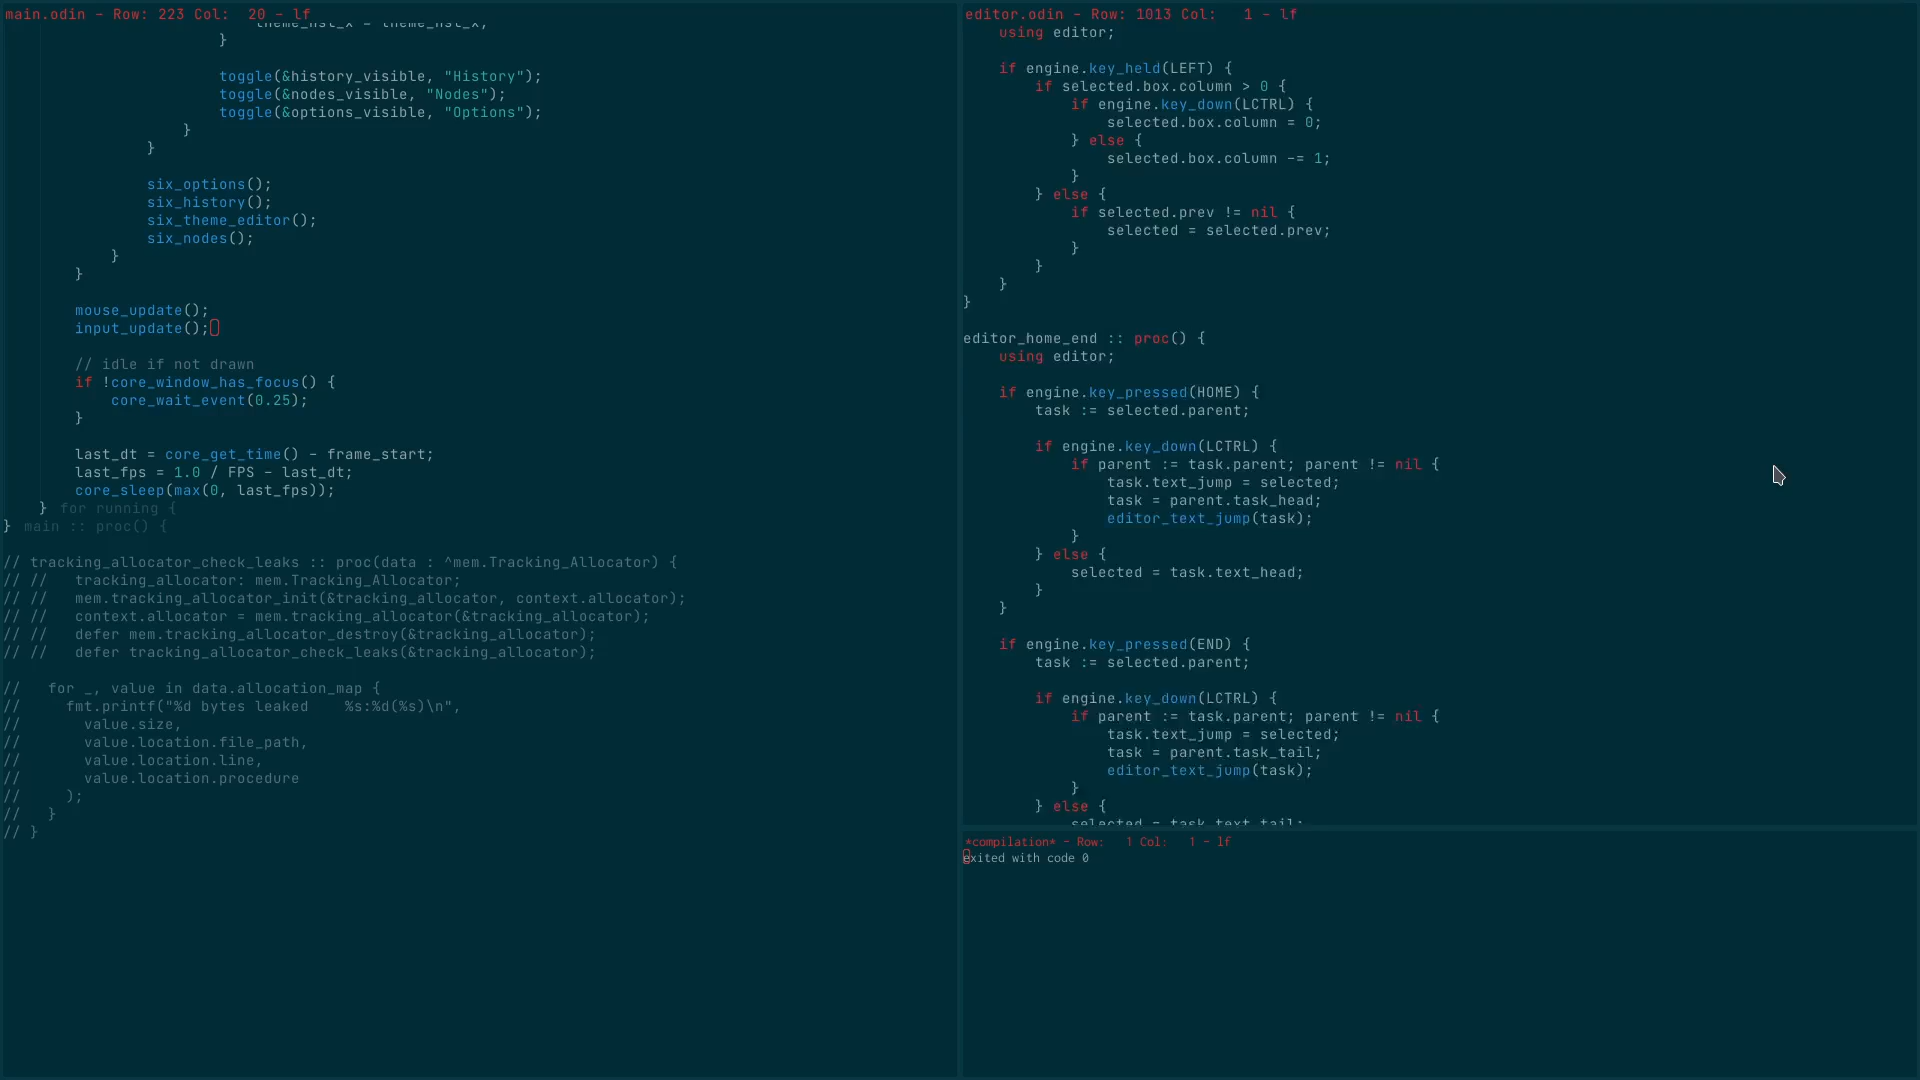 main.odin - Row: 223 Col:  20 - lf
theme_hst_x = theme_hst_x;
}
toggle(&history_visible, "History");
toggle(&nodes_visible, "Nodes");
toggle(&options_visible, "Options");
}
}
six_options();
six_history();
six_theme_editor();
six_nodes();
}
}
mouse_update();
input_update();
// idle if not drawn
if !core_window_has_focus() {
core_wait_event(0.25);
}
last_dt = core_get_time() - frame_start;
last_fps = 1.0 / FPS - last_dt;
core_sleep(max(0, last_fps));
} for running {
} main :: proc() {
// tracking_allocator_check_leaks :: proc(data : ^mem.Tracking_Allocator) {
// //   tracking_allocator: mem.Tracking_Allocator;
// //   mem.tracking_allocator_init(&tracking_allocator, context.allocator);
// //   context.allocator = mem.tracking_allocator(&tracking_allocator);
// //   defer mem.tracking_allocator_destroy(&tracking_allocator);
// //   defer tracking_allocator_check_leaks(&tracking_allocator);
//   for _, value in data.allocation_map {
//     fmt.printf("%d bytes leaked    %s:%d(%s)\n",
//       value.size,
//       value.location.file_path,
//       value.location.line,
//       value.location.procedure
//     );
//   }
// }
editor.odin - Row: 1013 Col:   1 - lf
using editor;
if engine.key_held(LEFT) {
if selected.box.column > 0 {
if engine.key_down(LCTRL) {
selected.box.column = 0;
} else {
selected.box.column -= 1;
}
} else {
if selected.prev != nil {
selected = selected.prev;
}
}
}
}
editor_home_end :: proc() {
using editor;
if engine.key_pressed(HOME) {
task := selected.parent;
if engine.key_down(LCTRL) {
if parent := task.parent; parent != nil {
task.text_jump = selected;
task = parent.task_head;
editor_text_jump(task);
}
} else {
selected = task.text_head;
}
}
if engine.key_pressed(END) {
task := selected.parent;
if engine.key_down(LCTRL) {
if parent := task.parent; parent != nil {
task.text_jump = selected;
task = parent.task_tail;
editor_text_jump(task);
}
} else {
selected = task.text_tail;
*compilation* - Row:   1 Col:   1 - lf
exited with code 0